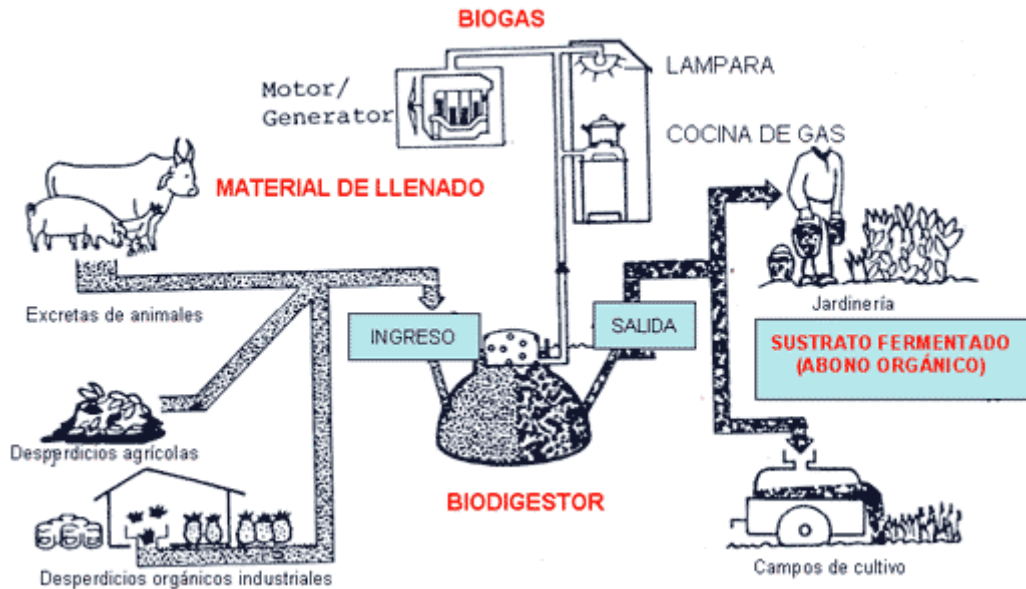 BIOGAS
LAMPARA
Motor/
Generator
COCINA DE GAS
MATERIAL DE LLENADO
Excretas de animales
INGRESO
SALIDA
Jardinería
SUSTRATO FERMENTADO
(ABONO ORGÁNICO)
Desperdicios agrícolas
BIODIGESTOR
Desperdicios orgánicos industriales
Campos de cultivo